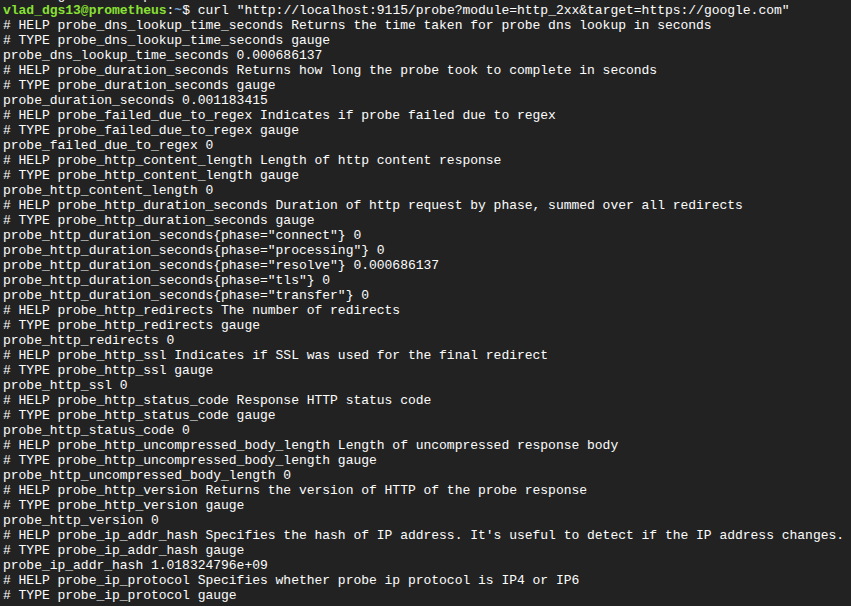 vlad_dgs13@prometheus:~$ curl "http://localhost:9115/probe?module=http_2xx&target=https://google.com"
# HELP probe_dns_lookup_time_seconds Returns the time taken for probe dns lookup in seconds
# TYPE probe_dns_lookup_time_seconds gauge
probe_dns_lookup_time_seconds 0.000686137
# HELP probe_duration_seconds Returns how long the probe took to complete in seconds
# TYPE probe_duration_seconds gauge
probe_duration_seconds 0.001183415
# HELP probe_failed_due_to_regex Indicates if probe failed due to regex
# TYPE probe_failed_due_to_regex gauge
probe_failed_due_to_regex 0
# HELP probe_http_content_length Length of http content response
# TYPE probe_http_content_length gauge
probe_http_content_length 0
# HELP probe_http_duration_seconds Duration of http request by phase, summed over all redirects
# TYPE probe_http_duration_seconds gauge
probe_http_duration_seconds{phase="connect"} 0
probe_http_duration_seconds{phase="processing"} 0
probe_http_duration_seconds{phase="resolve"} 0.000686137
probe_http_duration_seconds{phase="tls"} 0
probe_http_duration_seconds{phase="transfer"} 0
# HELP probe_http_redirects The number of redirects
# TYPE probe_http_redirects gauge
probe_http_redirects 0
# HELP probe_http_ssl Indicates if SSL was used for the final redirect
# TYPE probe_http_ssl gauge
probe_http_ssl 0
# HELP probe_http_status_code Response HTTP status code
# TYPE probe_http_status_code gauge
probe_http_status_code 0
# HELP probe_http_uncompressed_body_length Length of uncompressed response body
# TYPE probe_http_uncompressed_body_length gauge
probe_http_uncompressed_body_length 0
# HELP probe_http_version Returns the version of HTTP of the probe response
# TYPE probe_http_version gauge
probe_http_version 0
# HELP probe_ip_addr_hash Specifies the hash of IP address. It's useful to detect if the IP address changes.
# TYPE probe_ip_addr_hash gauge
probe_ip_addr_hash 1.018324796e+09
# HELP probe_ip_protocol Specifies whether probe ip protocol is IP4 or IP6
# TYPE probe_ip_protocol gauge